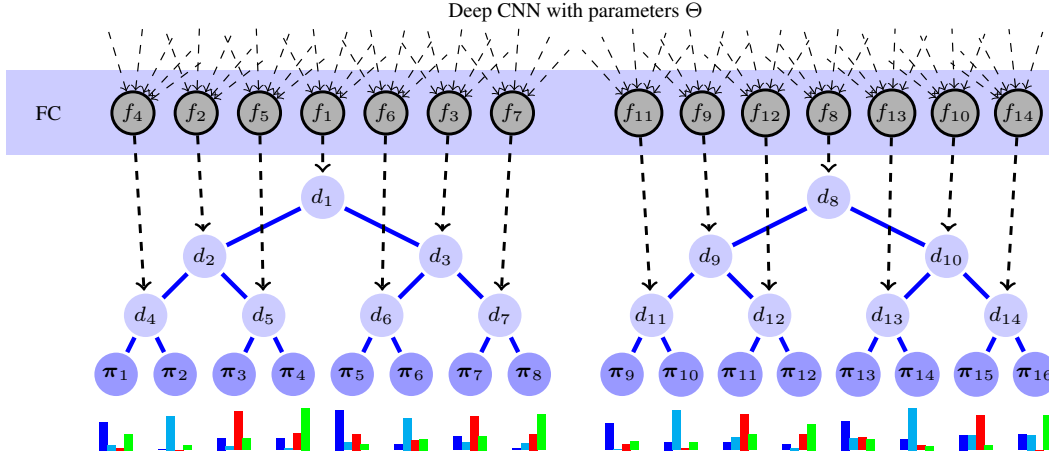 Deep CNN with parameters Θ
FC f₄ f₂ f₅ f₁ f₆ f₃ f₇ f₁₁ f₉ f₁₂ f₈ f₁₃ f₁₀ f₁₄
d₁ d₈
d₂ d₃ d₉ d₁₀
d₄ d₅ d₆ d₇ d₁₁ d₁₂ d₁₃ d₁₄
π₁ π₂ π₃ π₄ π₅ π₆ π₇ π₈ π₉ π₁₀ π₁₁ π₁₂ π₁₃ π₁₄ π₁₅ π₁₆